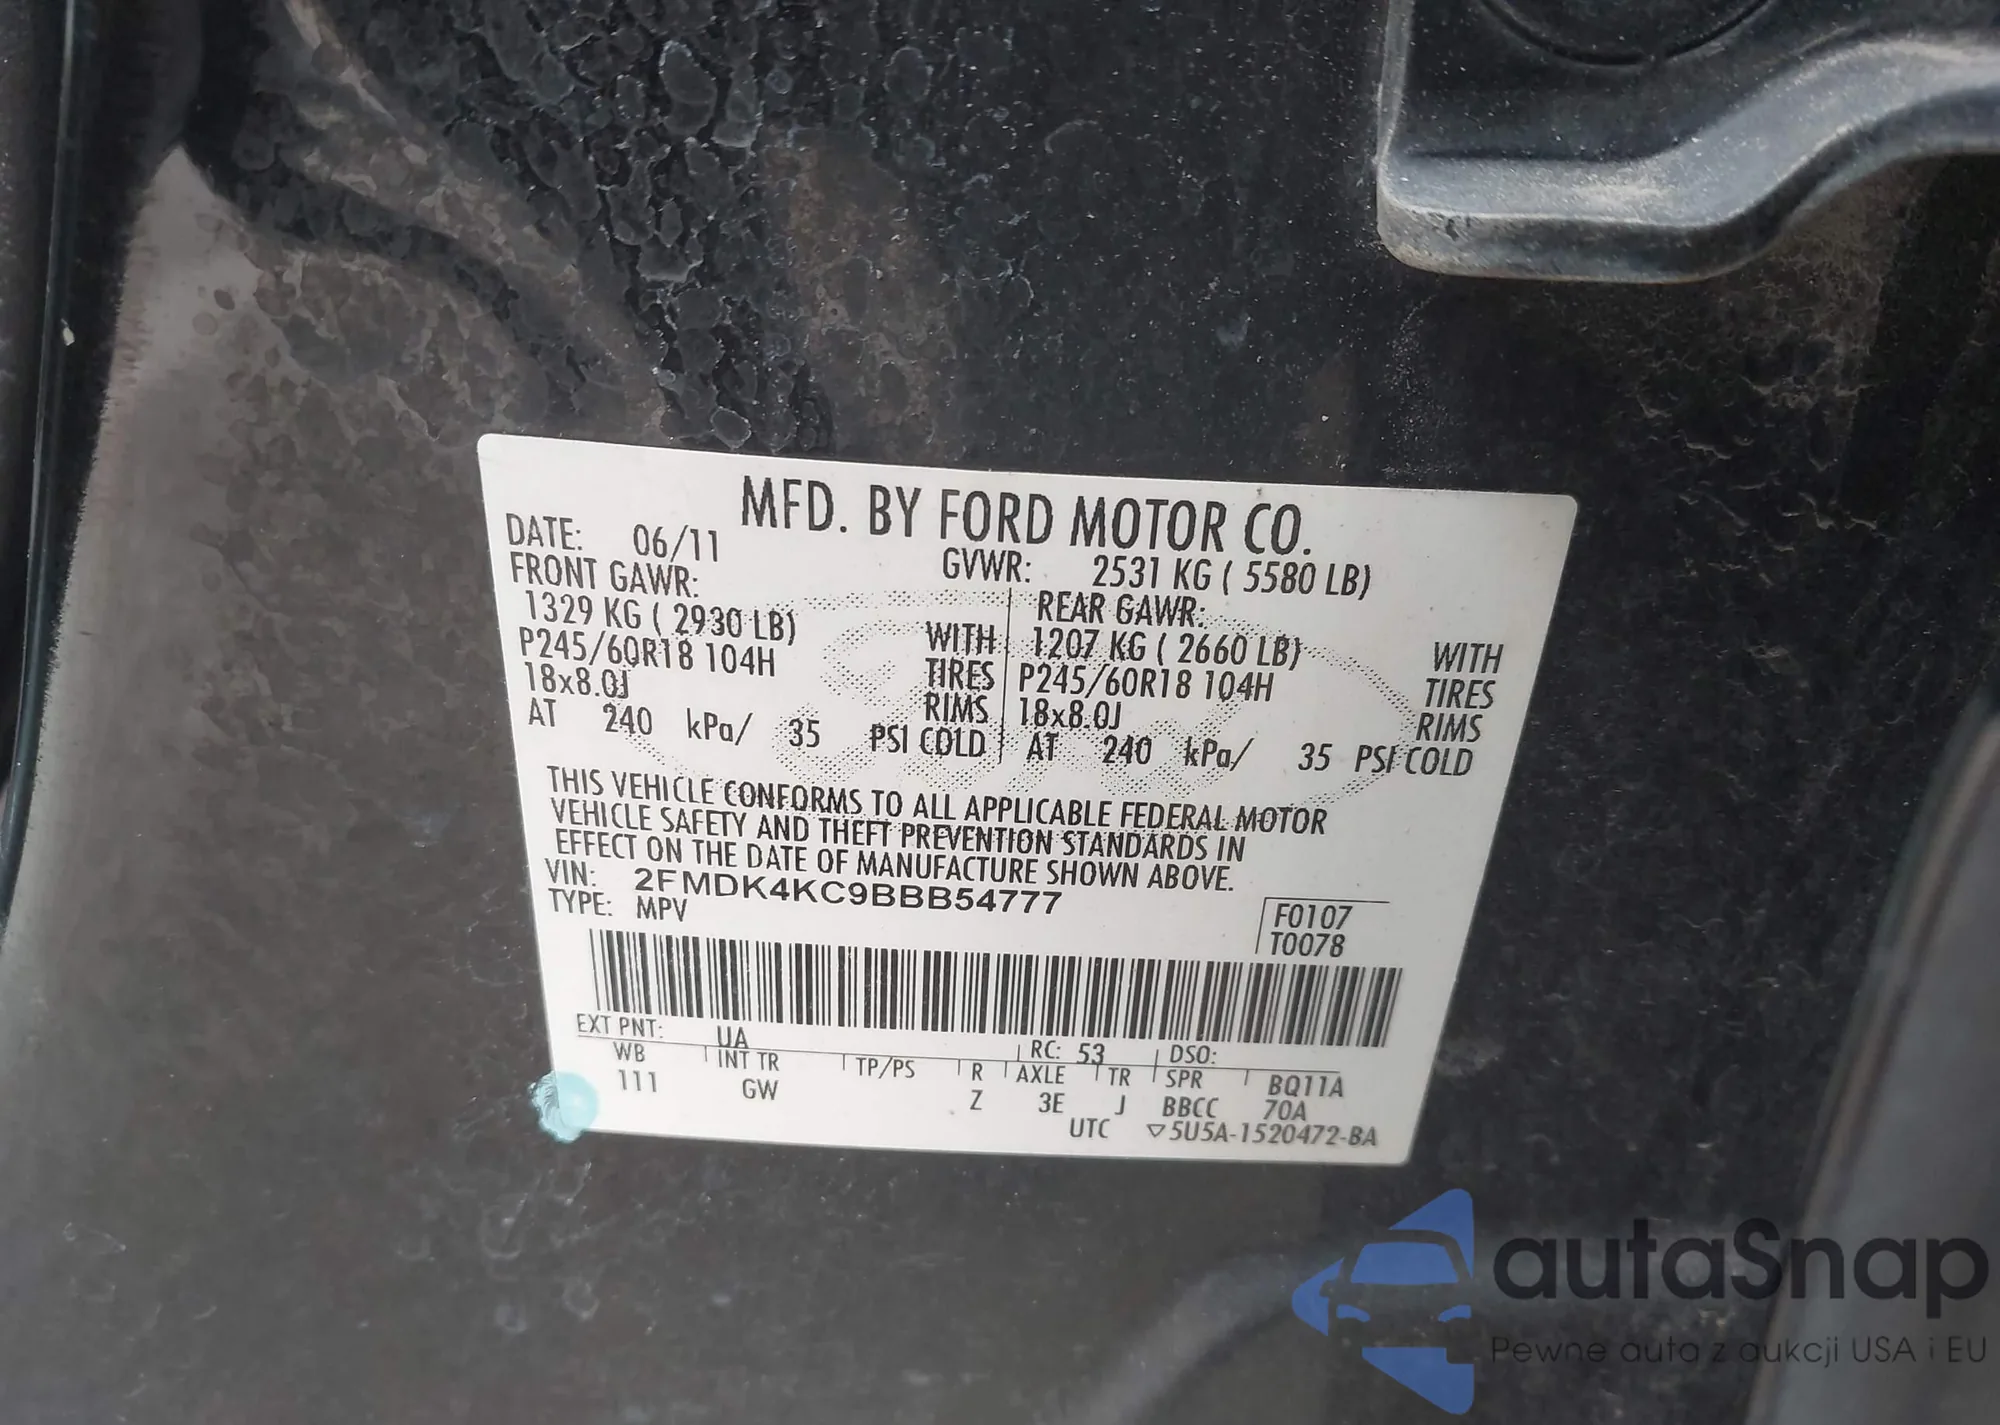 MFD. BY FORD MOTOR CO.
DATE: 06/11 GVWR: 2531 KG ( 5580 LB)
FRONT GAWR: REAR GAWR:
1329 KG ( 2930 LB) WITH 1207 KG ( 2660 LB) WITH
P245/60R18 104H TIRES P245/60R18 104H TIRES
18x8.0J RIMS 18x8.0J RIMS
AT 240 kPa/ 35 PSI COLD AT 240 kPa/ 35 PSI COLD
THIS VEHICLE CONFORMS TO ALL APPLICABLE FEDERAL MOTOR
VEHICLE SAFETY AND THEFT PREVENTION STANDARDS IN
EFFECT ON THE DATE OF MANUFACTURE SHOWN ABOVE.
VIN: 2FMDK4KC9BBB54777
TYPE: MPV
F0107
T0078
EXT PNT: UA RC: 53 DSO:
WB INT TR TP/PS R AXLE TR SPR BQ11A
111 GW Z 3E J BBCC 70A
UTC ▽5U5A-1520472-BA
autaSnap
Pewne auta z aukcji USA i EU